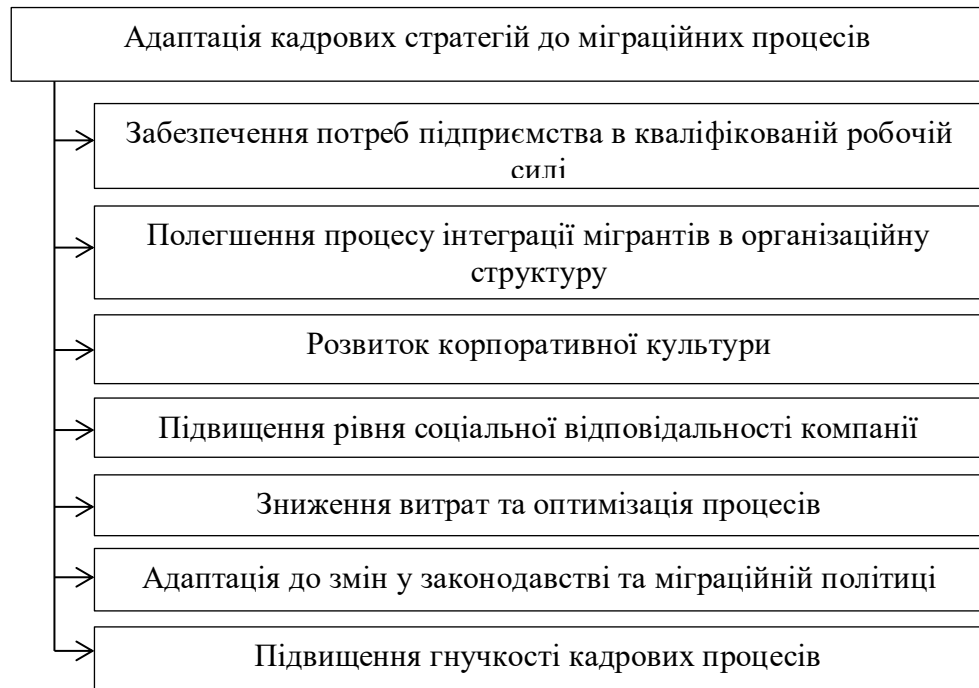 Адаптація кадрових стратегій до міграційних процесів
Забезпечення потреб підприємства в кваліфікованій робочій
силі
Полегшення процесу інтеграції мігрантів в організаційну
структуру
Розвиток корпоративної культури
Підвищення рівня соціальної відповідальності компанії
Зниження витрат та оптимізація процесів
Адаптація до змін у законодавстві та міграційній політиці
Підвищення гнучкості кадрових процесів